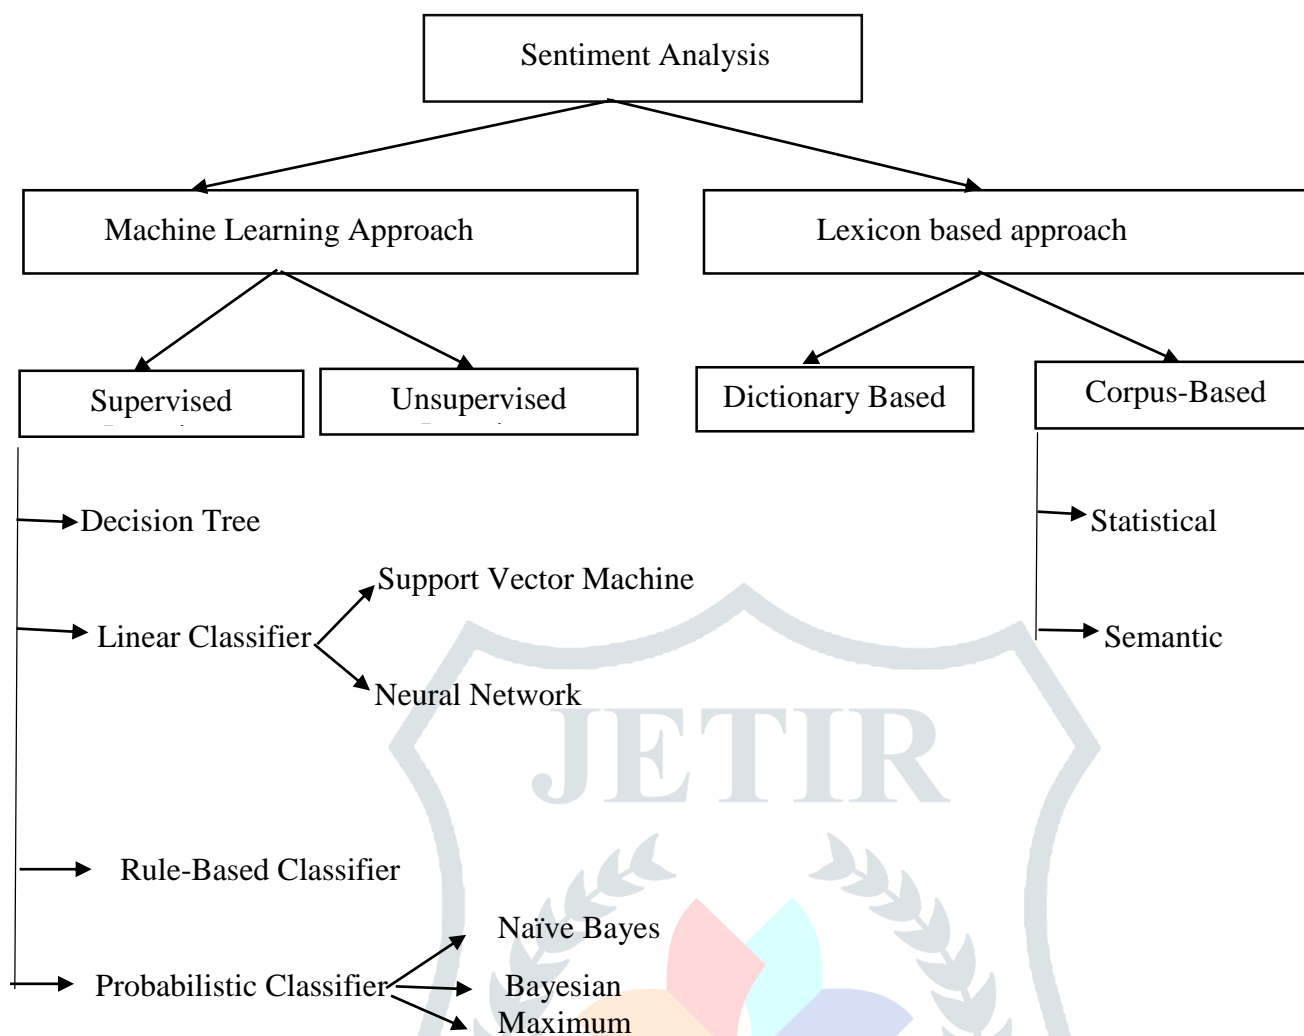 Sentiment Analysis
Machine Learning Approach
Lexicon based approach
Supervised
Unsupervised
Dictionary Based
Corpus-Based
Decision Tree
Statistical
Support Vector Machine
Linear Classifier
Semantic
Neural Network
JETIR
Rule-Based Classifier
Naïve Bayes
Probabilistic Classifier
Bayesian
Maximum